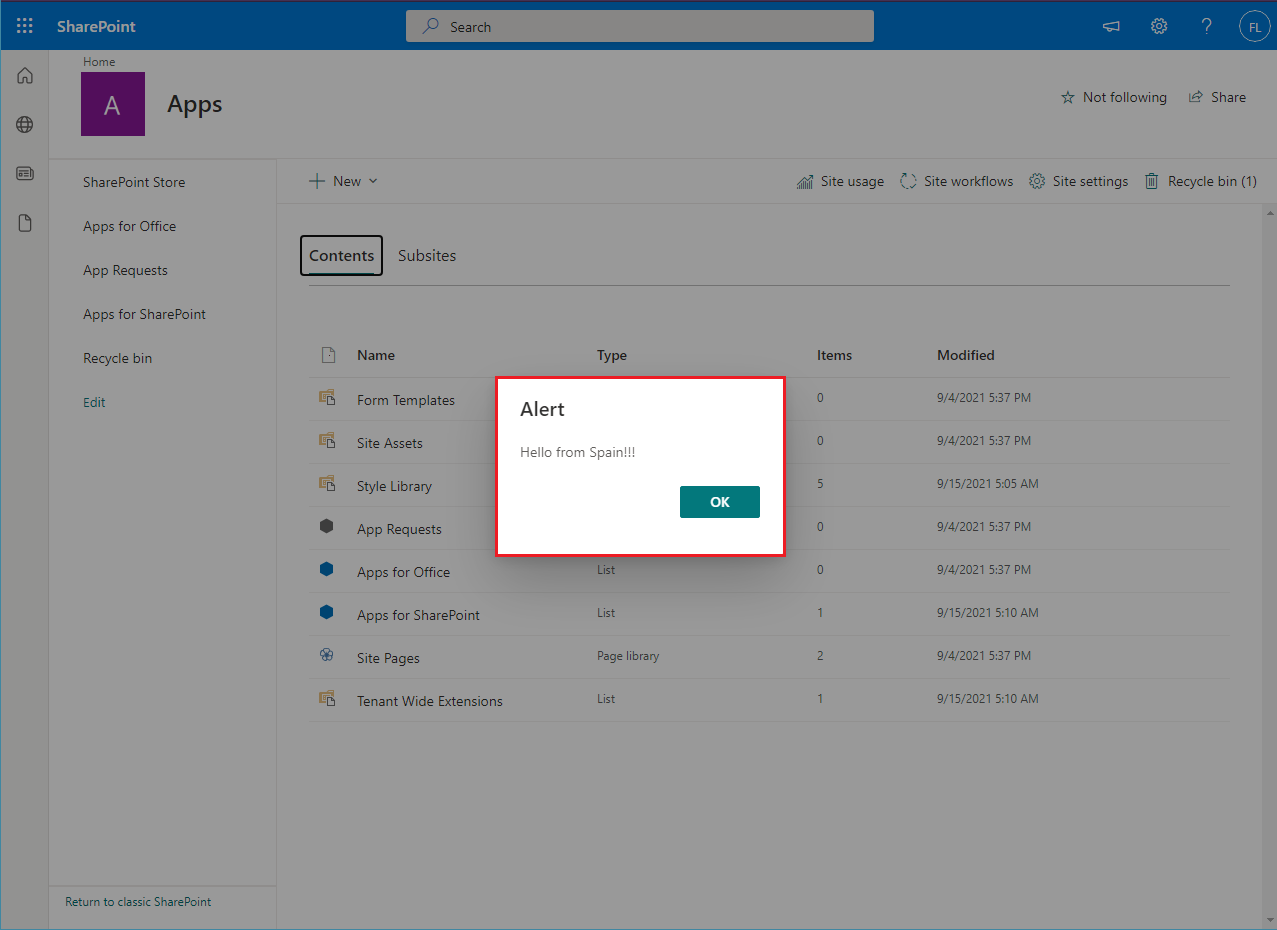 SharePoint
Search
FL
Home
A
Apps
Not following
Share
SharePoint Store
Apps for Office
App Requests
Apps for SharePoint
Recycle bin
Edit
Return to classic SharePoint
New
Site usage
Site workflows
Site settings
Recycle bin (1)
Contents Subsites
Name Type Items Modified
Form Templates 0 9/4/2021 5:37 PM
Site Assets 0 9/4/2021 5:37 PM
Style Library 5 9/15/2021 5:05 AM
App Requests 0 9/4/2021 5:37 PM
Apps for Office List 0 9/4/2021 5:37 PM
Apps for SharePoint List 1 9/15/2021 5:10 AM
Site Pages Page library 2 9/4/2021 5:37 PM
Tenant Wide Extensions List 1 9/15/2021 5:10 AM
Alert
Hello from Spain!!!
OK